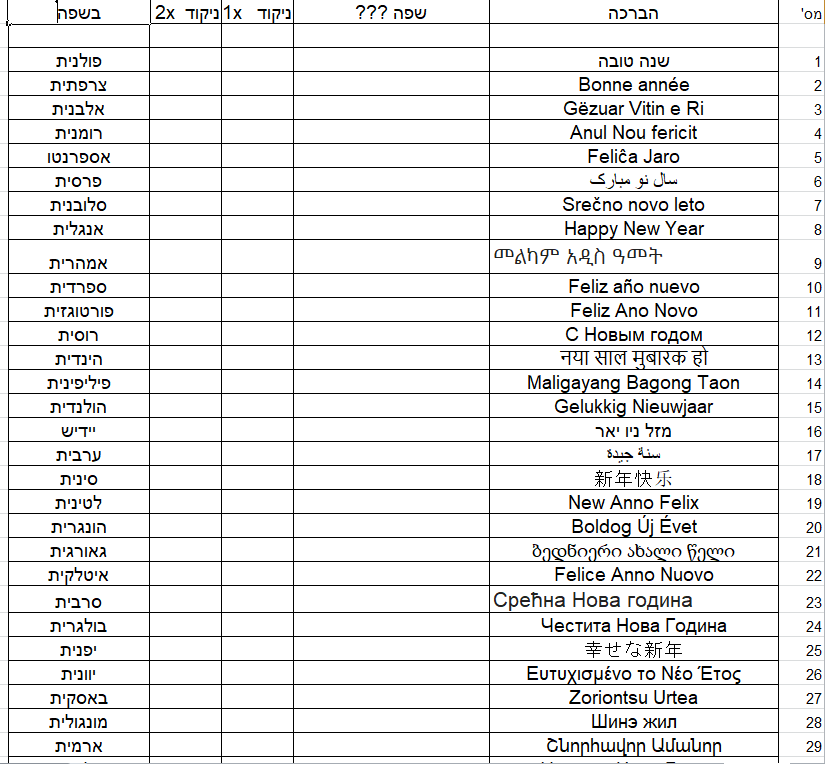 מס' הברכה שפה ??? ניקוד 1x ניקוד 2x בשפה
1 שנה טובה פולנית
2 Bonne année צרפתית
3 Gëzuar Vitin e Ri אלבנית
4 Anul Nou fericit רומנית
5 Feliĉa Jaro אספרנטו
6 سال نو مبارک פרסית
7 Srečno novo leto סלובנית
8 Happy New Year אנגלית
9 መልካም አዲስ ዓመት אמהרית
10 Feliz año nuevo ספרדית
11 Feliz Ano Novo פורטוגזית
12 С Новым годом רוסית
13 नया साल मुबारक हो הינדית
14 Maligayang Bagong Taon פיליפינית
15 Gelukkig Nieuwjaar הולנדית
16 מזל ניו יאר יידיש
17 سنة جيدة ערבית
18 新年快乐 סינית
19 New Anno Felix לטינית
20 Boldog Új Évet הונגרית
21 ბედნიერი ახალი წელი גאורגית
22 Felice Anno Nuovo איטלקית
23 Срећна Нова година סרבית
24 Честита Нова Година בולגרית
25 幸せな新年 יפנית
26 Ευτυχισμένο το Νέο Έτος יוונית
27 Zoriontsu Urtea באסקית
28 Шинэ жил מונגולית
29 Շնորհավոր Ամանոր ארמית